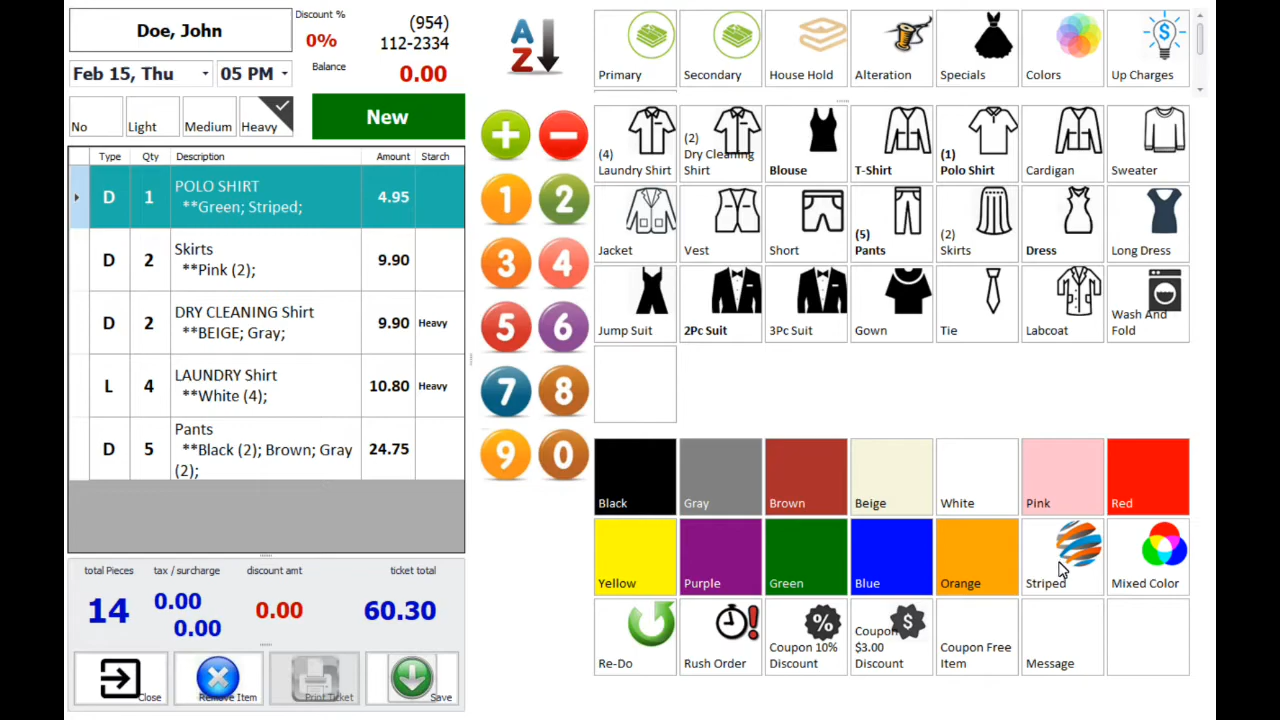 Doe, John
Discount %
0%
Balance
(954)
112-2334
0.00
Feb 15, Thu
05 PM
No
Light
Medium
Heavy
New
Type Qty Description Amount Starch
D 1 POLO SHIRT 4.95
**Green; Striped;
D 2 Skirts 9.90
**Pink (2);
D 2 DRY CLEANING Shirt 9.90 Heavy
**BEIGE; Gray;
L 4 LAUNDRY Shirt 10.80 Heavy
**White (4);
D 5 Pants 24.75
**Black (2); Brown; Gray
(2);
total Pieces tax / surcharge discount amt ticket total
14 0.00 0.00 60.30
0.00
Close
Remove Item
Print Ticket
Save
A
Z
1 2
3 4
5 6
7 8
9 0
Primary Secondary House Hold Alteration Specials Colors Up Charges
(4)
Laundry Shirt
(2)
Dry Cleaning
Shirt
Blouse
T-Shirt
(1)
Polo Shirt
Cardigan
Sweater
Jacket
Vest
Short
(5)
Pants
(2)
Skirts
Dress
Long Dress
Jump Suit
2Pc Suit
3Pc Suit
Gown
Tie
Labcoat
Wash And
Fold
Black Gray Brown Beige White Pink Red
Yellow Purple Green Blue Orange Striped Mixed Color
Re-Do
Rush Order
Coupon 10%
Discount
Coupon
$3.00
Discount
Coupon Free
Item
Message